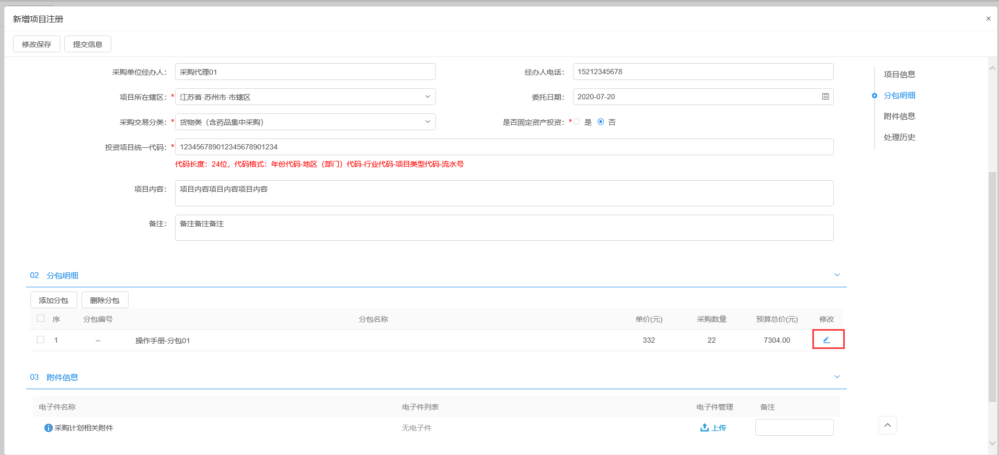 新增项目注册
×
修改保存 提交信息
采购单位经办人： 采购代理01 经办人电话： 15212345678
项目所在辖区：* 江苏省·苏州市·市辖区 委托日期： 2020-07-20
采购交易分类：* 货物类（含药品集中采购） 是否固定资产投资：* 是 否
投资项目统一代码：* 123456789012345678901234
代码长度：24位，代码格式：年份代码-地区（部门）代码-行业代码-项目类型代码-流水号
项目内容： 项目内容项目内容项目内容
备注： 备注备注备注
项目信息
分包明细
附件信息
处理历史
02 分包明细
添加分包 删除分包
序 分包编号 分包名称 单价(元) 采购数量 预算总价(元) 修改
1 -- 操作手册-分包01 332 22 7304.00
03 附件信息
电子件名称 电子件列表 电子件管理 备注
采购计划相关附件 无电子件 上传